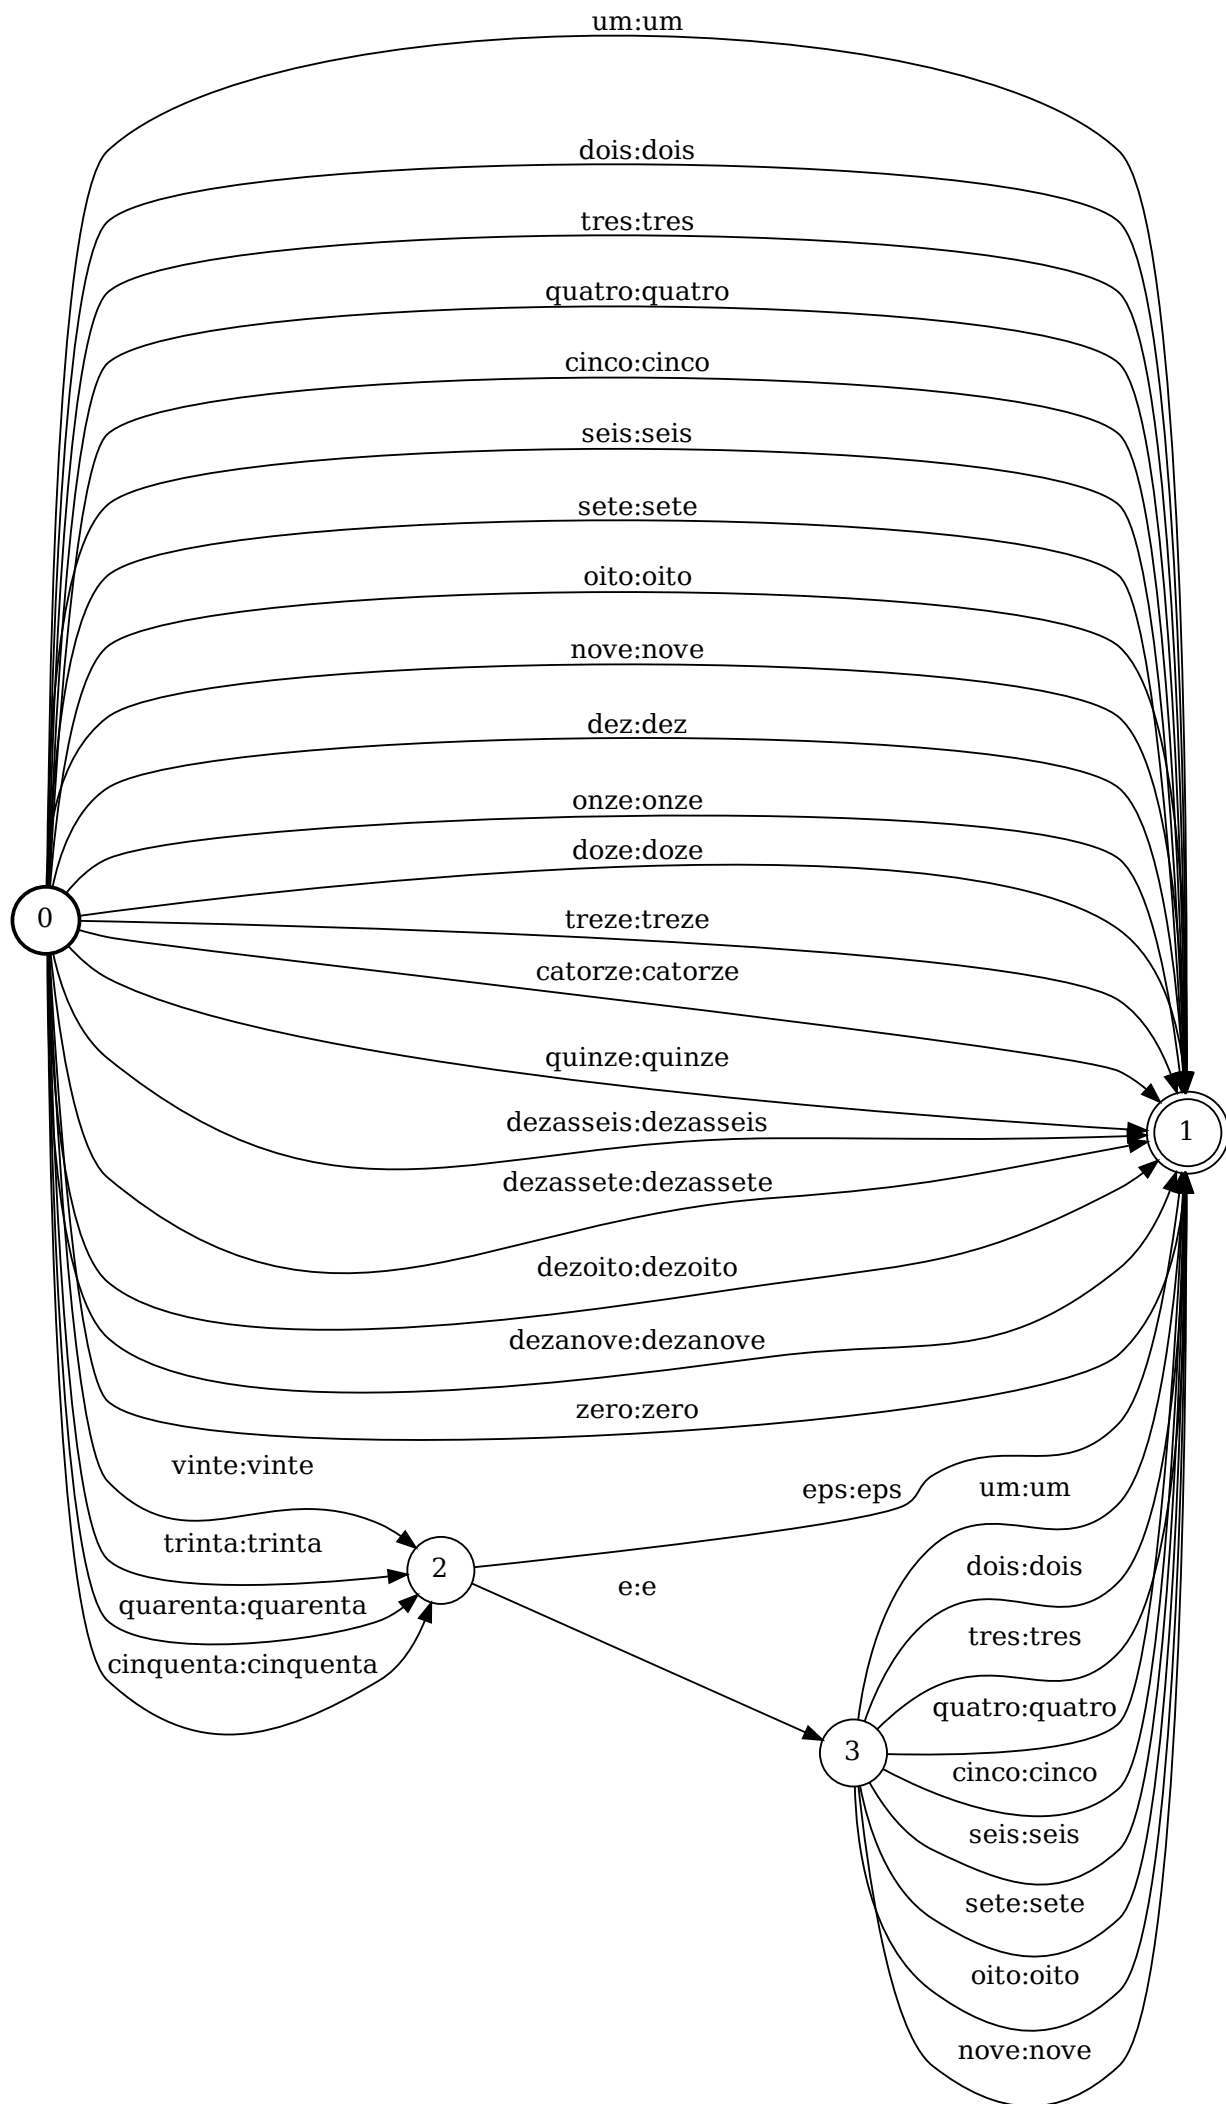 um:um
dois:dois
tres:tres
quatro:quatro
cinco:cinco
seis:seis
sete:sete
oito:oito
nove:nove
dez:dez
onze:onze
doze:doze
0
treze:treze
catorze:catorze
quinze:quinze
dezasseis:dezasseis
1
dezassete:dezassete
dezoito:dezoito
dezanove:dezanove
zero:zero
vinte:vinte
eps:eps
um:um
trinta:trinta
2
dois:dois
e:e
quarenta:quarenta
tres:tres
cinquenta:cinquenta
quatro:quatro
3
cinco:cinco
seis:seis
sete:sete
oito:oito
nove:nove